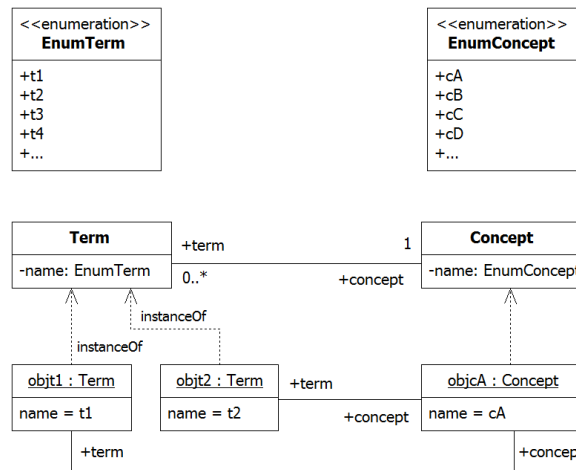 <<enumeration>>
EnumTerm
+t1
+t2
+t3
+t4
+...
<<enumeration>>
EnumConcept
+cA
+cB
+cC
+cD
+...
Term
-name: EnumTerm
+term
0..*
1
+concept
Concept
-name: EnumConcept
instanceOf
instanceOf
objt1 : Term
name = t1
objt2 : Term
name = t2
+term
+concept
objcA : Concept
name = cA
+term
+concept